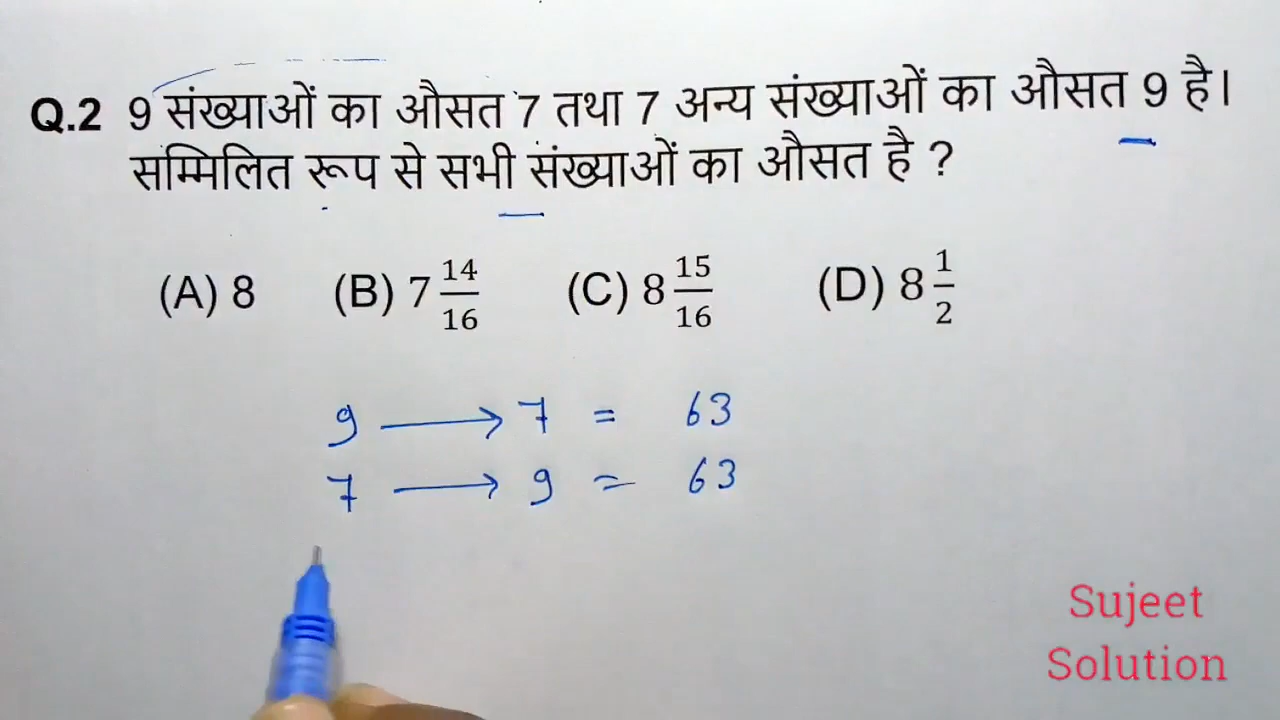 Q.2 9 संख्याओं का औसत 7 तथा 7 अन्य संख्याओं का औसत 9 है।
सम्मिलित रूप से सभी संख्याओं का औसत है ?
(A) 8 (B) 7 14/16 (C) 8 15/16 (D) 8 1/2
9 ⟶ 7 = 63
7 ⟶ 9 = 63
Sujeet
Solution